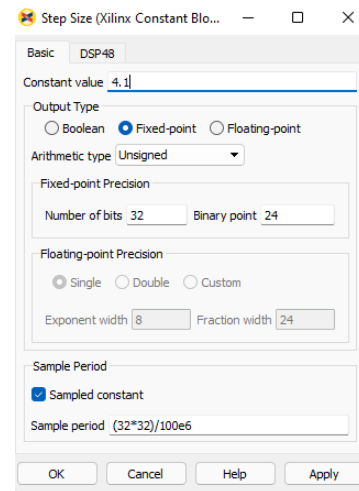 Step Size (Xilinx Constant Blo...
Basic DSP48
Constant value 4.1
Output Type
Boolean Fixed-point Floating-point
Arithmetic type Unsigned
Fixed-point Precision
Number of bits 32 Binary point 24
Floating-point Precision
Single Double Custom
Exponent width 8 Fraction width 24
Sample Period
Sampled constant
Sample period (32*32)/100e6
OK Cancel Help Apply